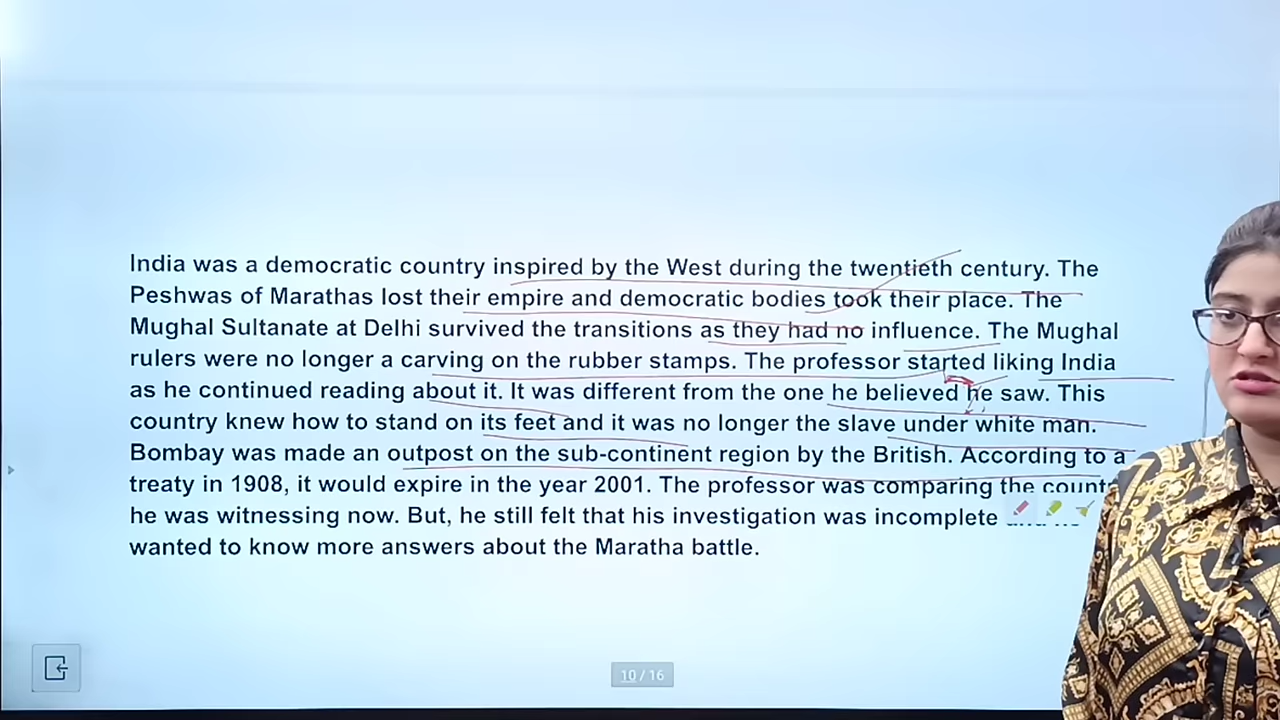 India was a democratic country inspired by the West during the twentieth century. The
Peshwas of Marathas lost their empire and democratic bodies took their place. The
Mughal Sultanate at Delhi survived the transitions as they had no influence. The Mughal
rulers were no longer a carving on the rubber stamps. The professor started liking India
as he continued reading about it. It was different from the one he believed he saw. This
country knew how to stand on its feet and it was no longer the slave under white man.
Bombay was made an outpost on the sub-continent region by the British. According to a
treaty in 1908, it would expire in the year 2001. The professor was comparing the
he was witnessing now. But, he still felt that his investigation was incomplete
wanted to know more answers about the Maratha battle.
10 / 16